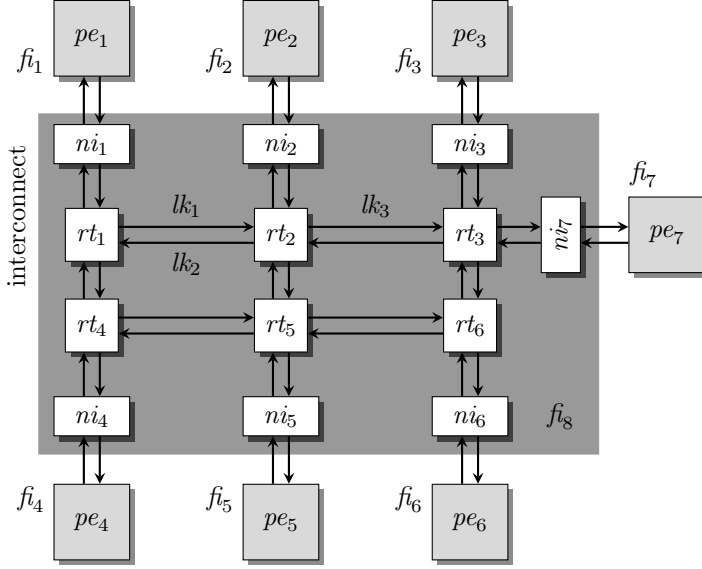 pe₁ pe₂ pe₃
fi₁ fi₂ fi₃
ni₁ ni₂ ni₃
interconnect
fi₇
lk₁ lk₃
rt₁ rt₂ rt₃ ni₇ pe₇
lk₂
rt₄ rt₅ rt₆
ni₄ ni₅ ni₆ fi₈
fi₄ fi₅ fi₆
pe₄ pe₅ pe₆